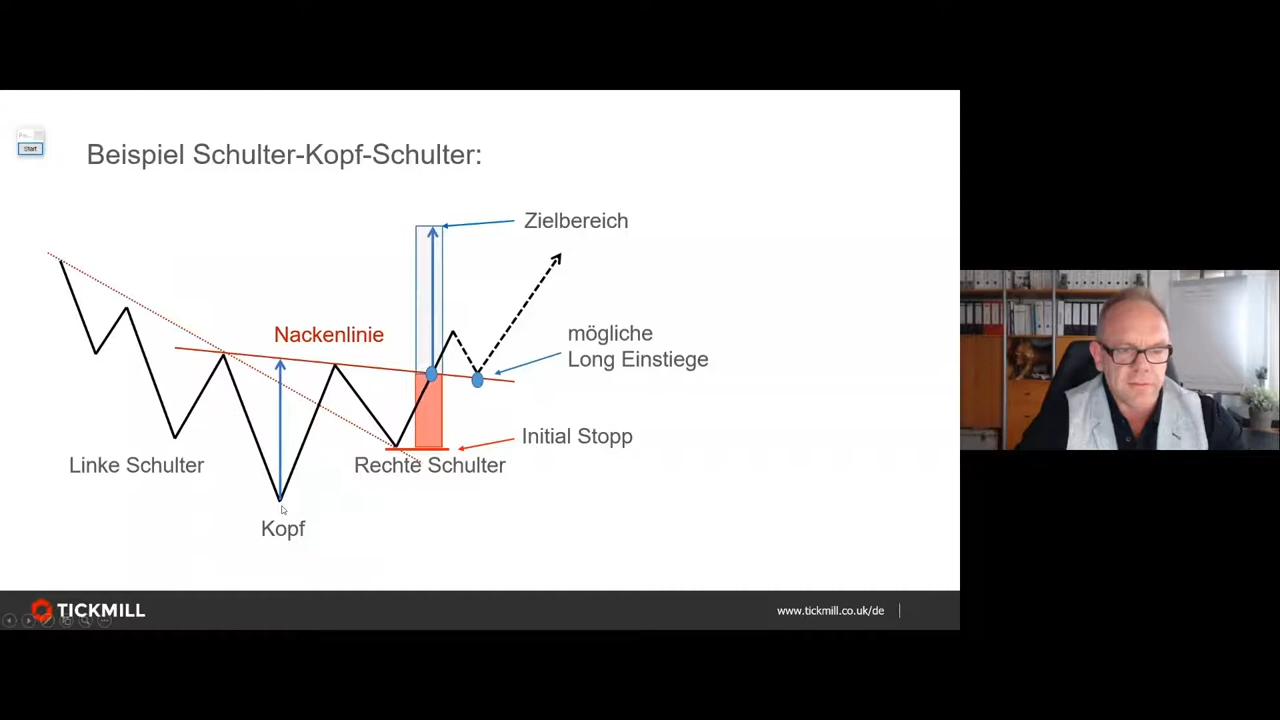 Start
Beispiel Schulter-Kopf-Schulter:
Zielbereich
Nackenlinie
mögliche
Long Einstiege
Initial Stopp
Linke Schulter
Rechte Schulter
Kopf
TICKMILL
www.tickmill.co.uk/de